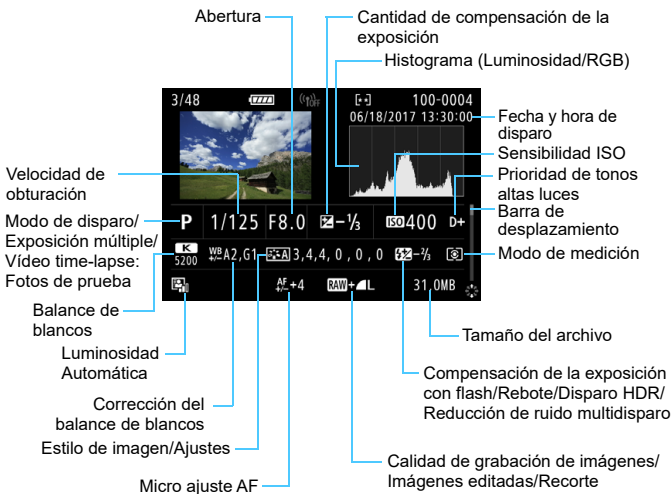 Abertura
Cantidad de compensación de la
exposición
Histograma (Luminosidad/RGB)
3/48
((ᛘ))OFF
100-0004
06/18/2017 13:30:00
Fecha y hora de
disparo
Sensibilidad ISO
Prioridad de tonos
altas luces
Barra de
desplazamiento
Modo de medición
Velocidad de
obturación
Modo de disparo/
Exposición múltiple/
Vídeo time-lapse:
Fotos de prueba
P 1/125 F8.0 -⅓ ISO 400 D+
K 5200 WB +/- A2,G1 A 3,4,4,0,0,0 -⅔
AF +/- +4 RAW+L 31.0MB
Balance de
blancos
Luminosidad
Automática
Corrección del
balance de blancos
Estilo de imagen/Ajustes
Micro ajuste AF
Tamaño del archivo
Compensación de la exposición
con flash/Rebote/Disparo HDR/
Reducción de ruido multidisparo
Calidad de grabación de imágenes/
Imágenes editadas/Recorte